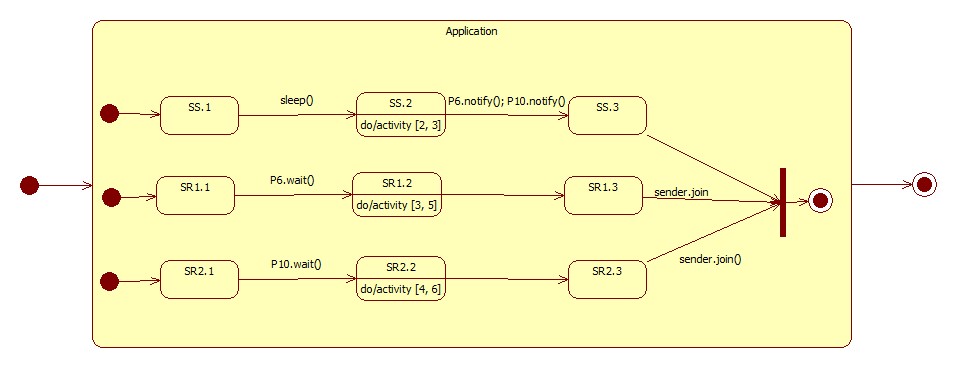 Application
SS.1
sleep()
SS.2
do/activity [2, 3]
P6.notify(); P10.notify()
SS.3
SR1.1
P6.wait()
SR1.2
do/activity [3, 5]
SR1.3
sender.join
SR2.1
P10.wait()
SR2.2
do/activity [4, 6]
SR2.3
sender.join()